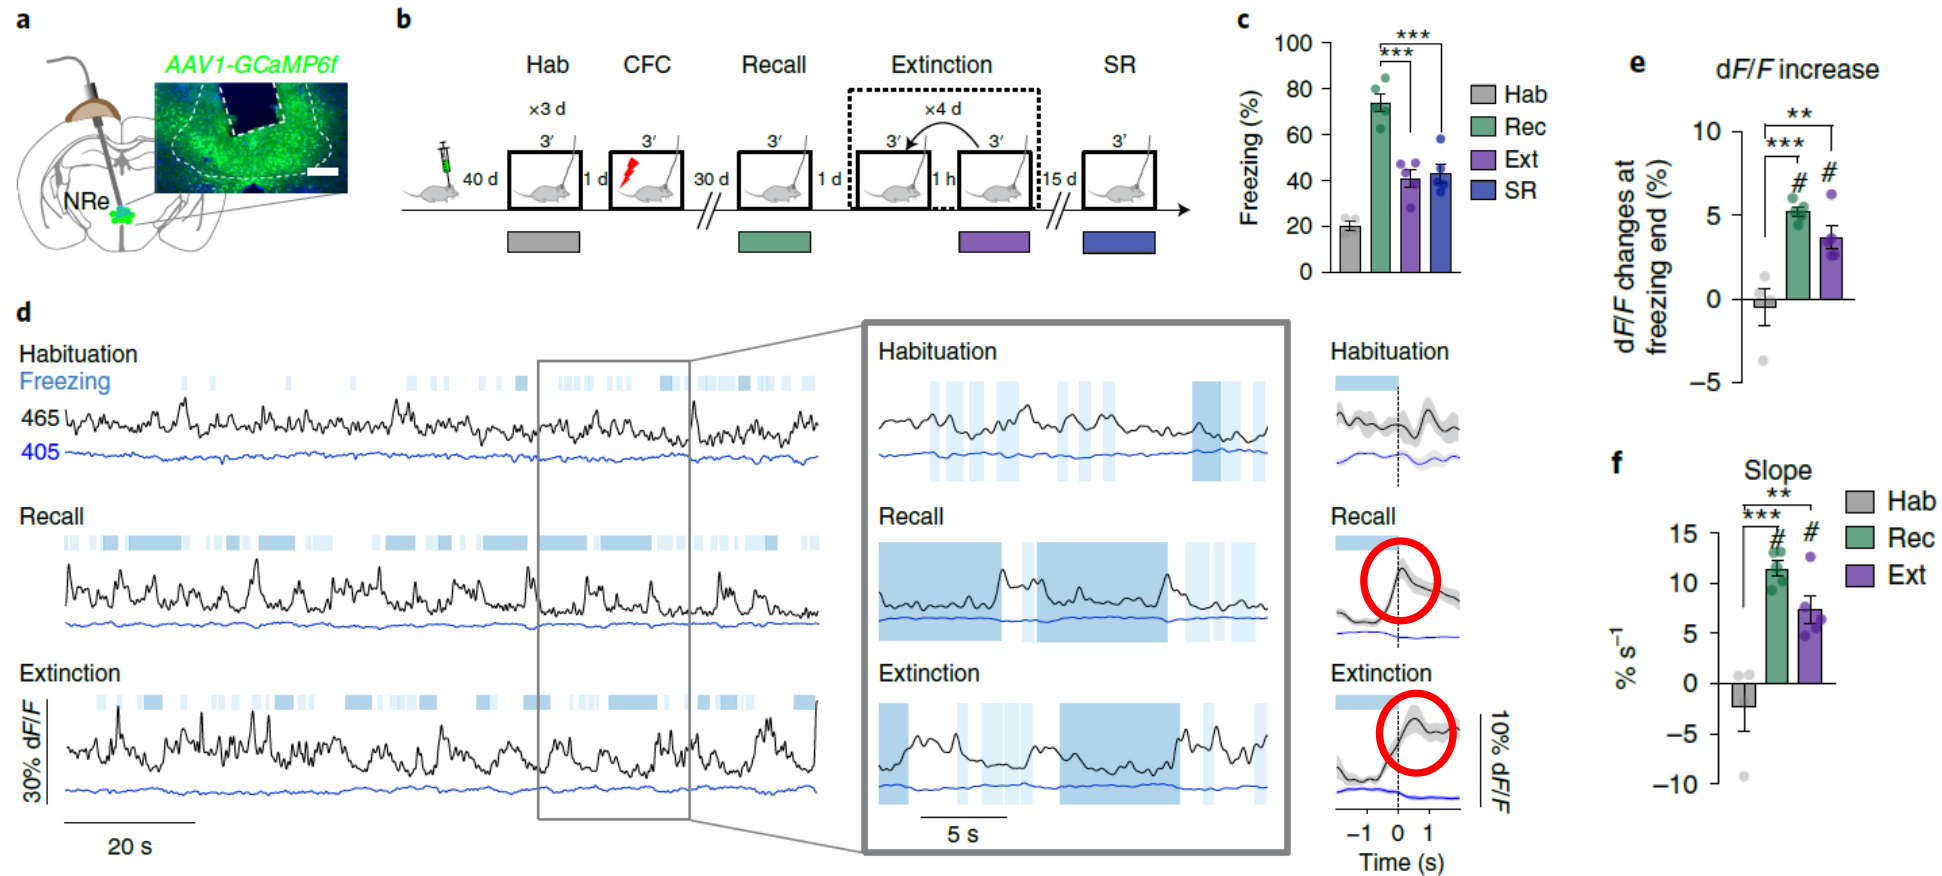 a
AAV1-GCaMP6f
NRe
b
Hab CFC Recall Extinction SR
×3 d ×4 d
3′ 3′ 3′ 3′ 3′ 3'
40 d 1 d 30 d 1 d 1 h 15 d
c
Freezing (%)
100
80
60
40
20
0
***
***
Hab
Rec
Ext
SR
d
Habituation
Freezing
465
405
Recall
Extinction
30% dF/F
20 s
Habituation
Recall
Extinction
5 s
Habituation
Recall
Extinction
10% dF/F
−1 0 1
Time (s)
e
dF/F increase
dF/F changes at
freezing end (%)
10
5
0
−5
**
***
# #
f
Slope
% s⁻¹
15
10
5
0
−5
−10
**
***
# #
Hab
Rec
Ext